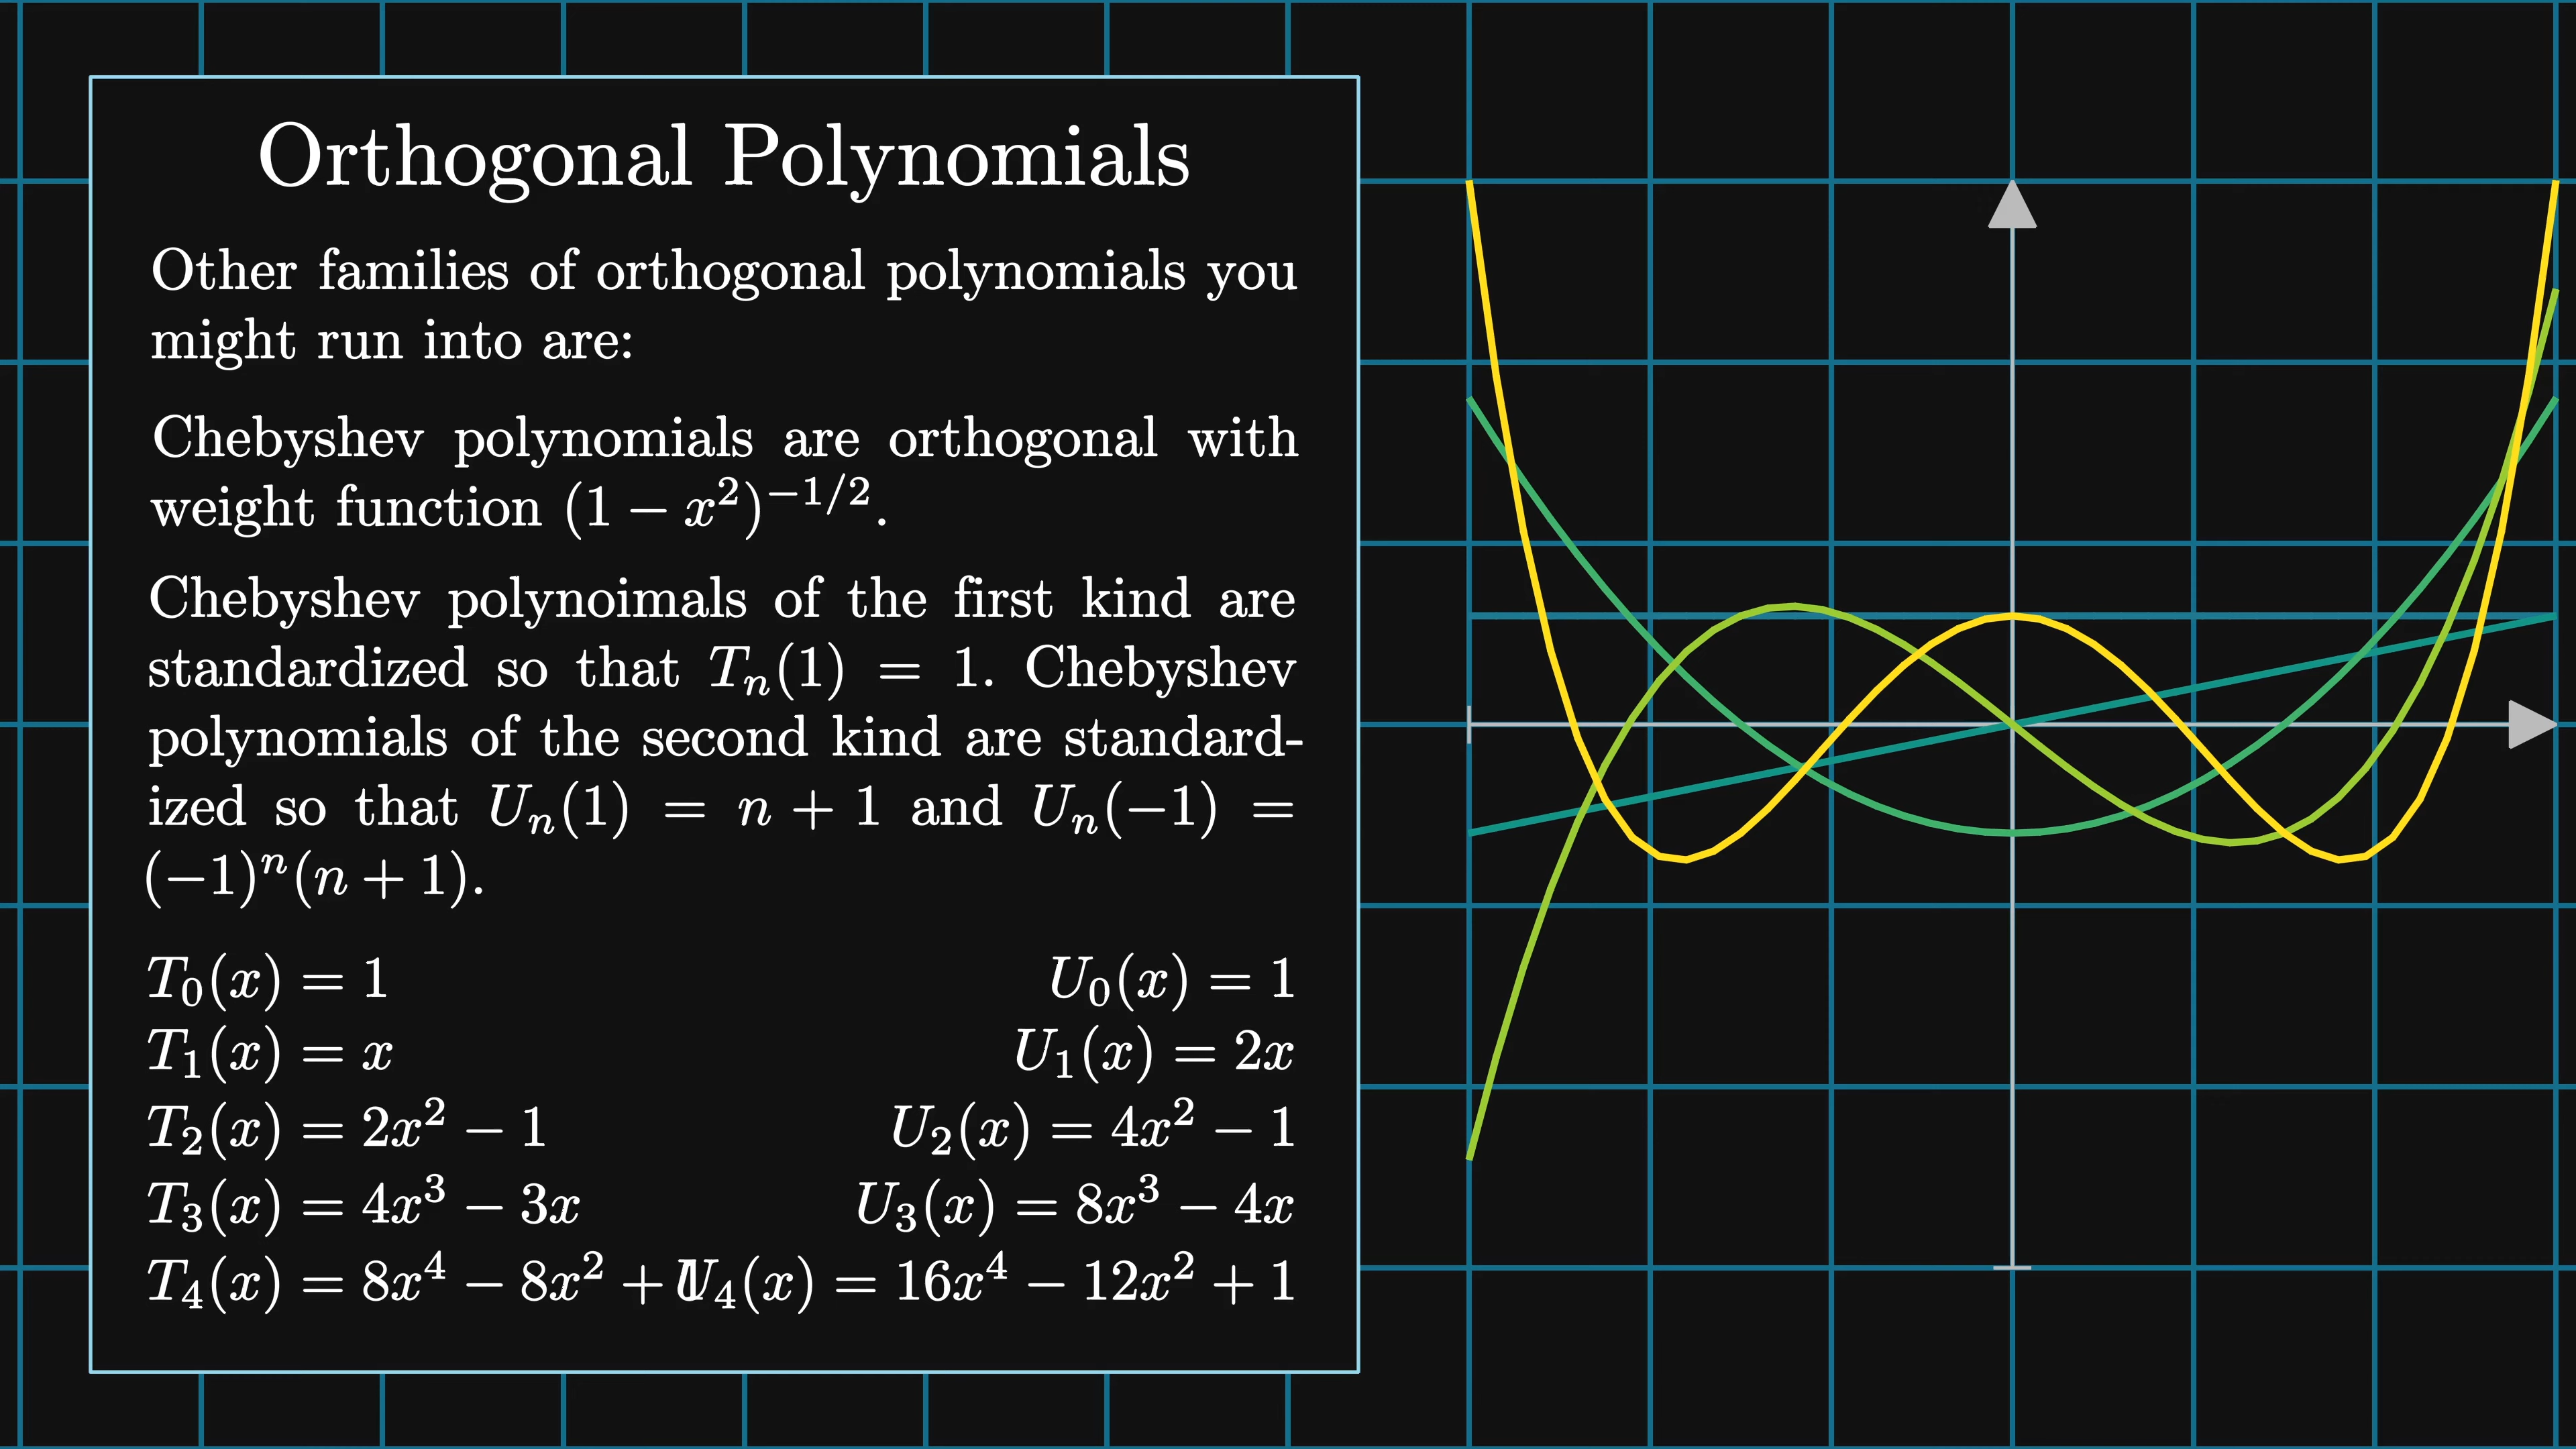 Orthogonal Polynomials
Other families of orthogonal polynomials you
might run into are:
Chebyshev polynomials are orthogonal with
weight function (1 − x²)^{−1/2}.
Chebyshev polynoimals of the first kind are
standardized so that Tₙ(1) = 1. Chebyshev
polynomials of the second kind are standard-
ized so that Uₙ(1) = n + 1 and Uₙ(−1) =
(−1)ⁿ(n + 1).
T₀(x) = 1 U₀(x) = 1
T₁(x) = x U₁(x) = 2x
T₂(x) = 2x² − 1 U₂(x) = 4x² − 1
T₃(x) = 4x³ − 3x U₃(x) = 8x³ − 4x
T₄(x) = 8x⁴ − 8x² + 1 U₄(x) = 16x⁴ − 12x² + 1